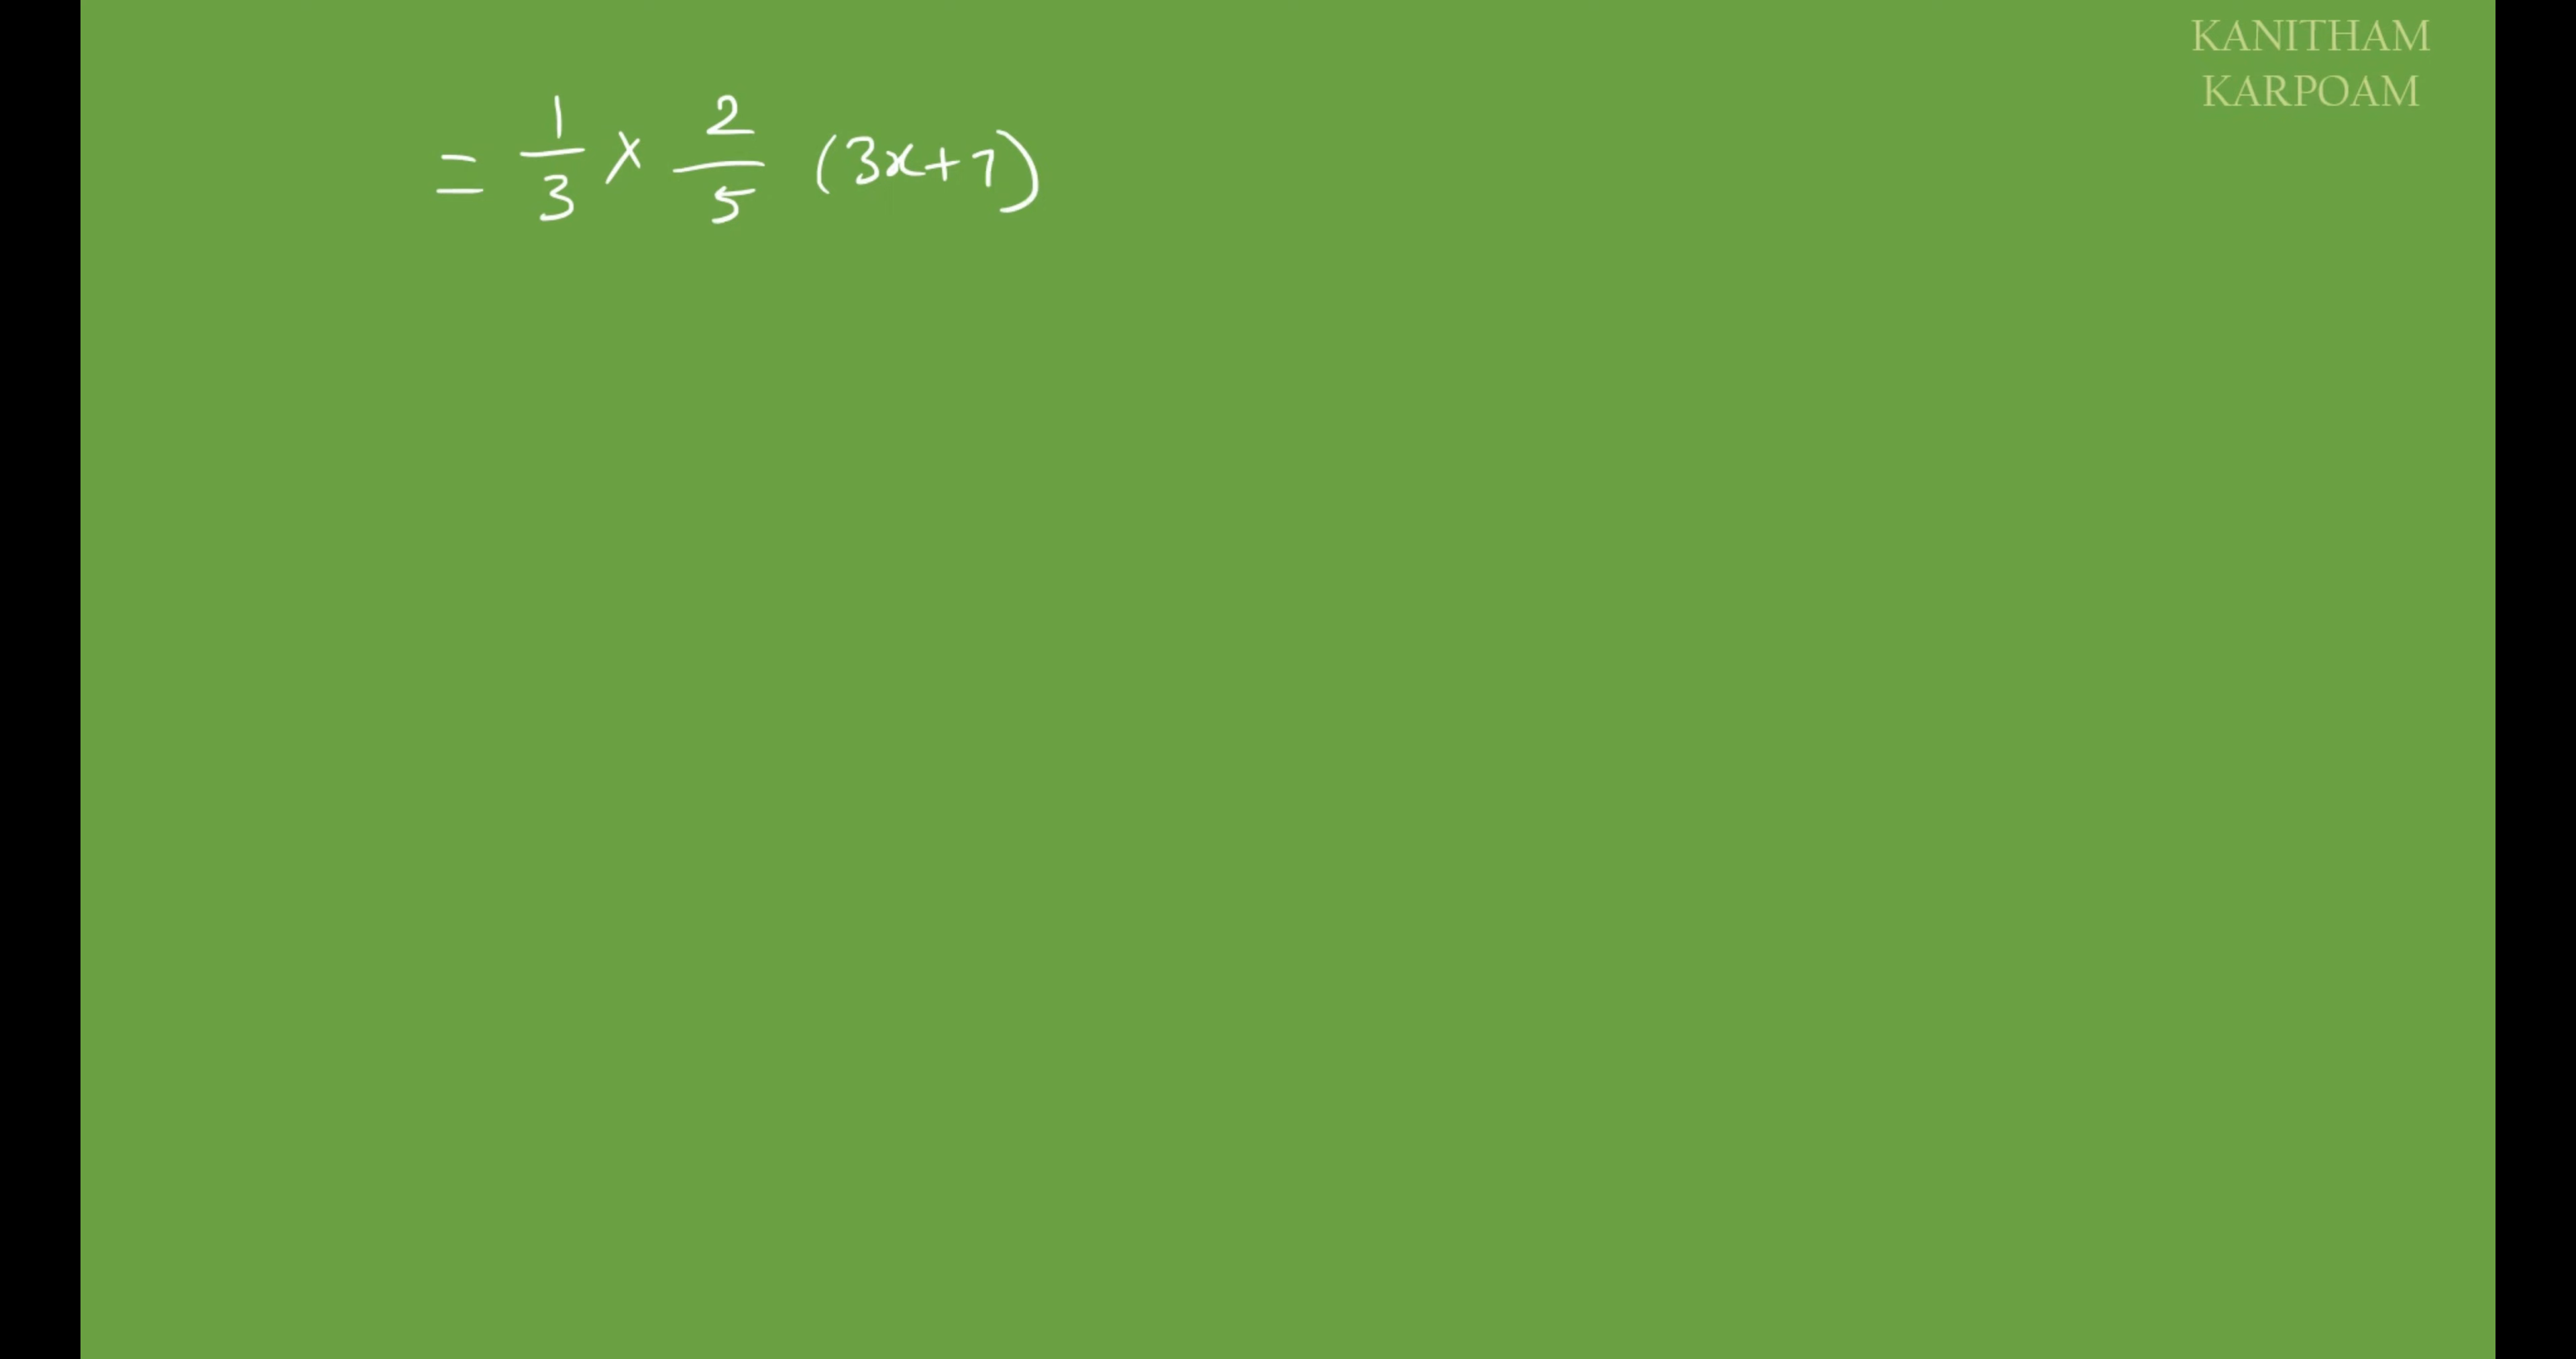 KANITHAM
KARPOAM
= 1/3 × 2/5 (3x+7)